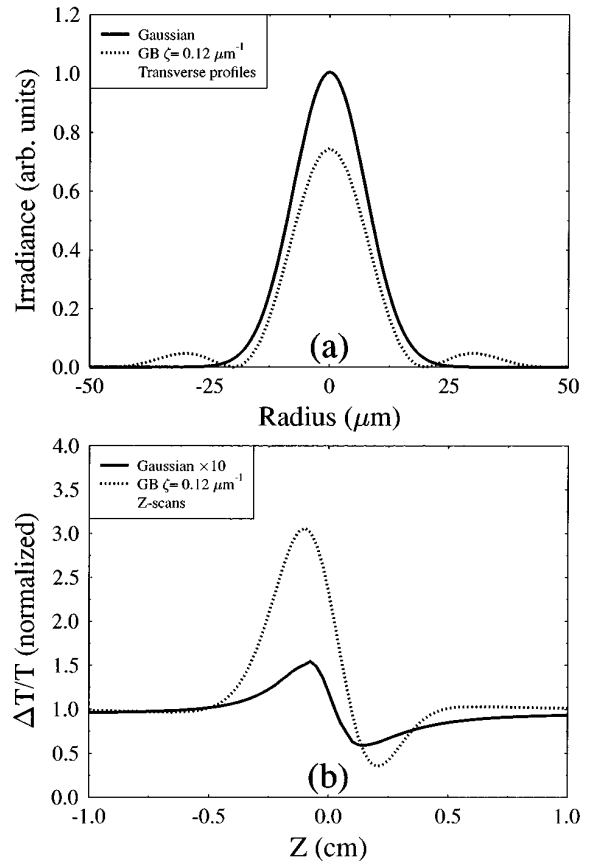 1.2
1.0
0.8
0.6
0.4
0.2
0.0
Irradiance (arb. units)
Gaussian
GB ζ = 0.12 μm⁻¹
Transverse profiles
(a)
-50
-25
0
25
50
Radius (μm)
4.0
3.5
3.0
2.5
2.0
1.5
1.0
0.5
0.0
ΔT/T (normalized)
Gaussian ×10
GB ζ = 0.12 μm⁻¹
Z-scans
(b)
-1.0
-0.5
0.0
0.5
1.0
Z (cm)